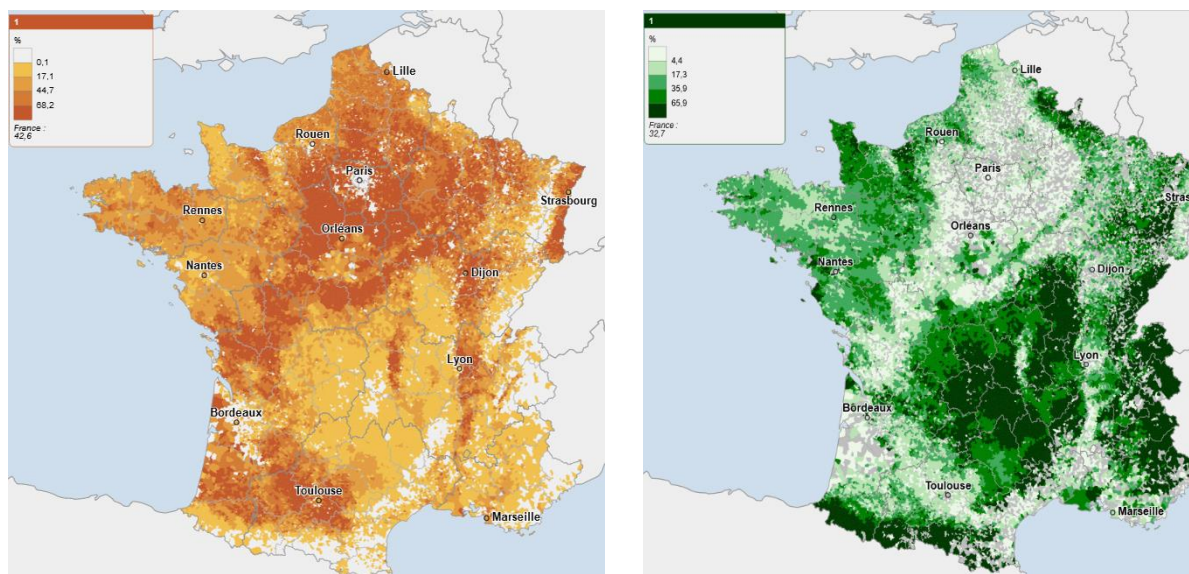 1
%
0,1
17,1
44,7
68,2
France :
42,6
Lille
Rouen
Paris
Strasbourg
Rennes
Orléans
Nantes
Dijon
Lyon
Bordeaux
Toulouse
Marseille
1
%
4,4
17,3
35,9
65,9
France :
32,7
Lille
Rouen
Paris
Stras
Rennes
Orléans
Nantes
Dijon
Lyon
Bordeaux
Toulouse
Marseille